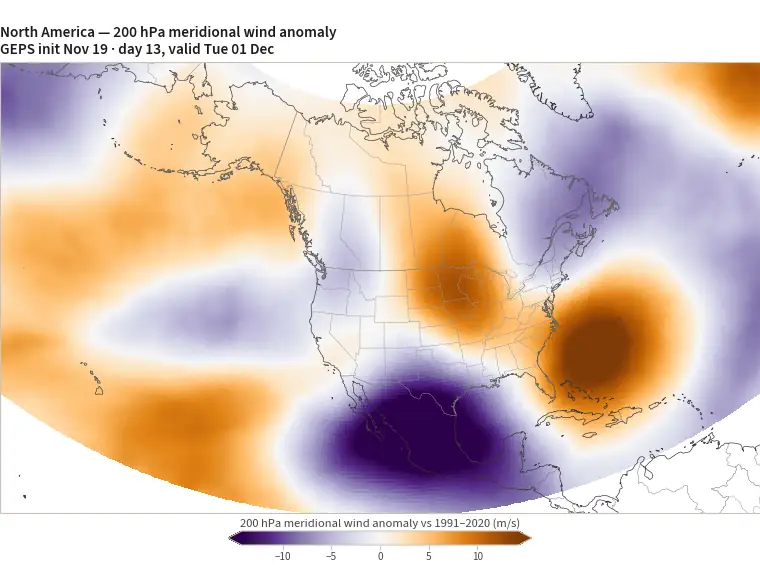 North America — 200 hPa meridional wind anomaly
GEPS init Nov 19 · day 13, valid Tue 01 Dec
200 hPa meridional wind anomaly vs 1991–2020 (m/s)
−10 −5 0 5 10